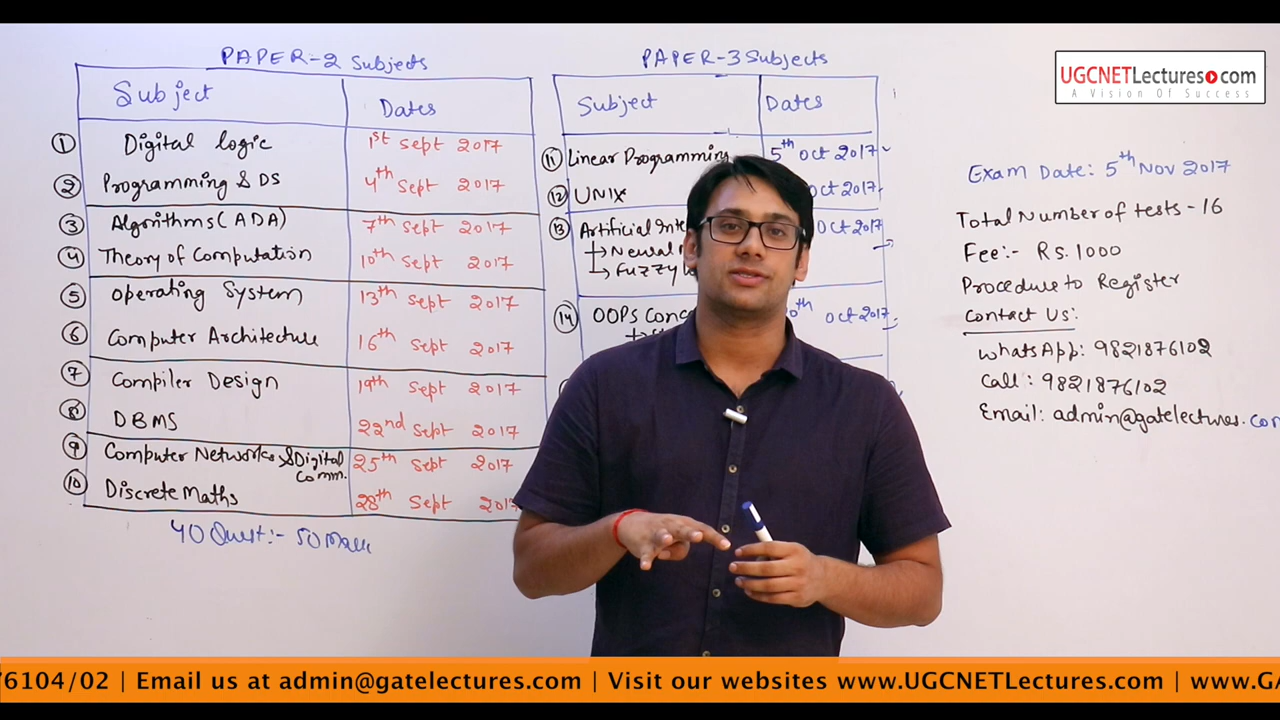 PAPER-2 Subjects
Subject Dates
1 Digital logic 1st Sept 2017
2 Programming & DS 4th Sept 2017
3 Algorithms (ADA) 7th Sept 2017
4 Theory of Computation 10th Sept 2017
5 Operating System 13th Sept 2017
6 Computer Architecture 16th Sept 2017
7 Compiler Design 19th Sept 2017
8 DBMS 22nd Sept 2017
9 Computer Networks & Digital Comm. 25th Sept 2017
10 Discrete Maths 28th Sept 2017
40 Quest:- 50
PAPER-3 Subjects
Subject Dates
11 Linear Programming 5th Oct 2017
12 UNIX Oct 2017
13 Artificial Oct 2017
→ Neural
→ Fuzzy
14 OOPs Oct 2017
UGCNETLectures.com
A Vision Of Success
Exam Date: 5th Nov 2017
Total Number of tests - 16
Fee:- Rs. 1000
Procedure to Register
Contact Us:
WhatsApp: 9821876102
Call: 9821876102
Email: admin@gatelectures.com
76104/02 | Email us at admin@gatelectures.com | Visit our websites www.UGCNETLectures.com | www.GA